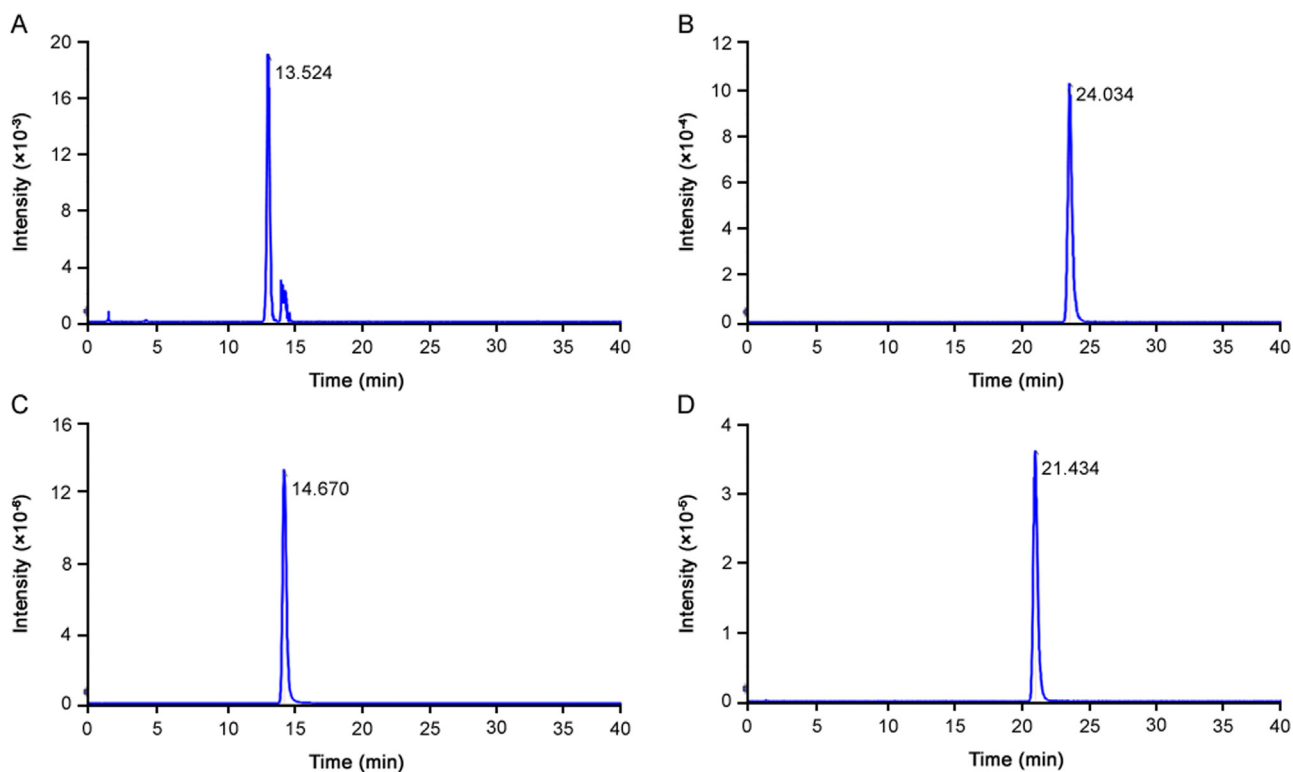 A
Intensity (×10⁻³)
20
16
12
8
4
0
13.524
0 5 10 15 20 25 30 35 40
Time (min)
B
Intensity (×10⁻⁴)
12
10
8
6
4
2
0
24.034
0 5 10 15 20 25 30 35 40
Time (min)
C
Intensity (×10⁻⁶)
16
12
8
4
0
14.670
0 5 10 15 20 25 30 35 40
Time (min)
D
Intensity (×10⁻⁵)
4
3
2
1
0
21.434
0 5 10 15 20 25 30 35 40
Time (min)